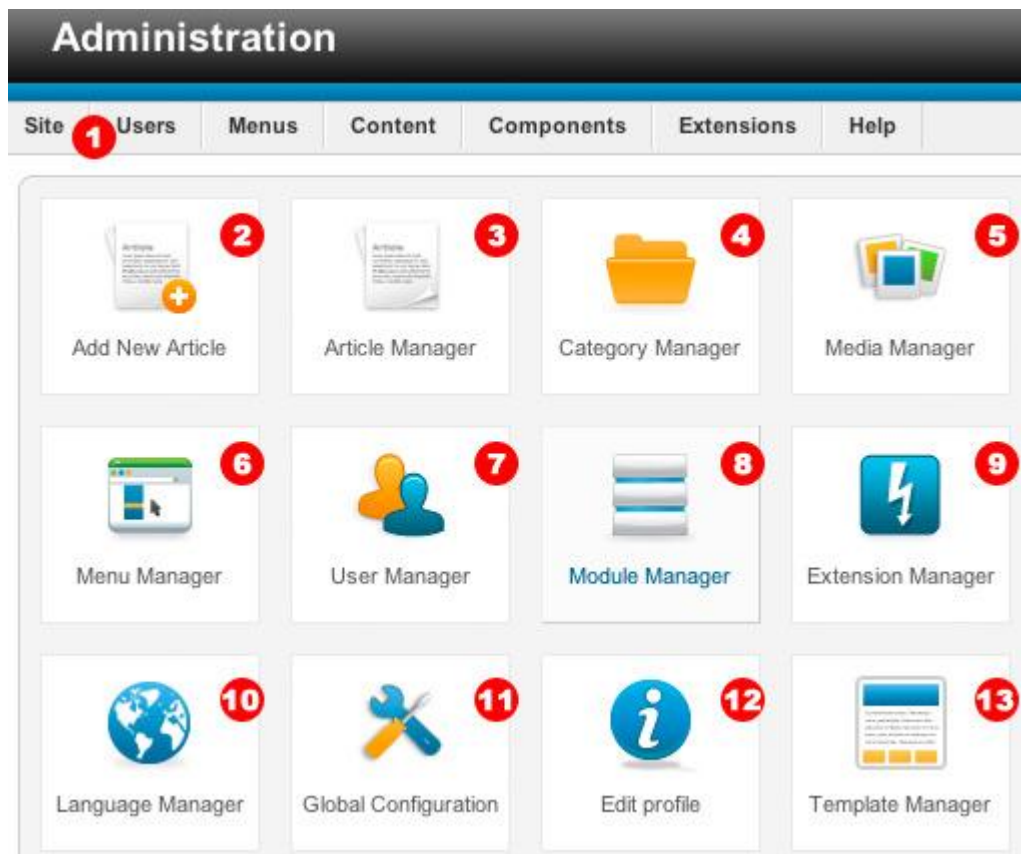 Administration
Site 1 Users Menus Content Components Extensions Help
2 3 4 5
Article Article
Add New Article Article Manager Category Manager Media Manager
6 7 8 9
Menu Manager User Manager Module Manager Extension Manager
10 11 12 13
i
Language Manager Global Configuration Edit profile Template Manager